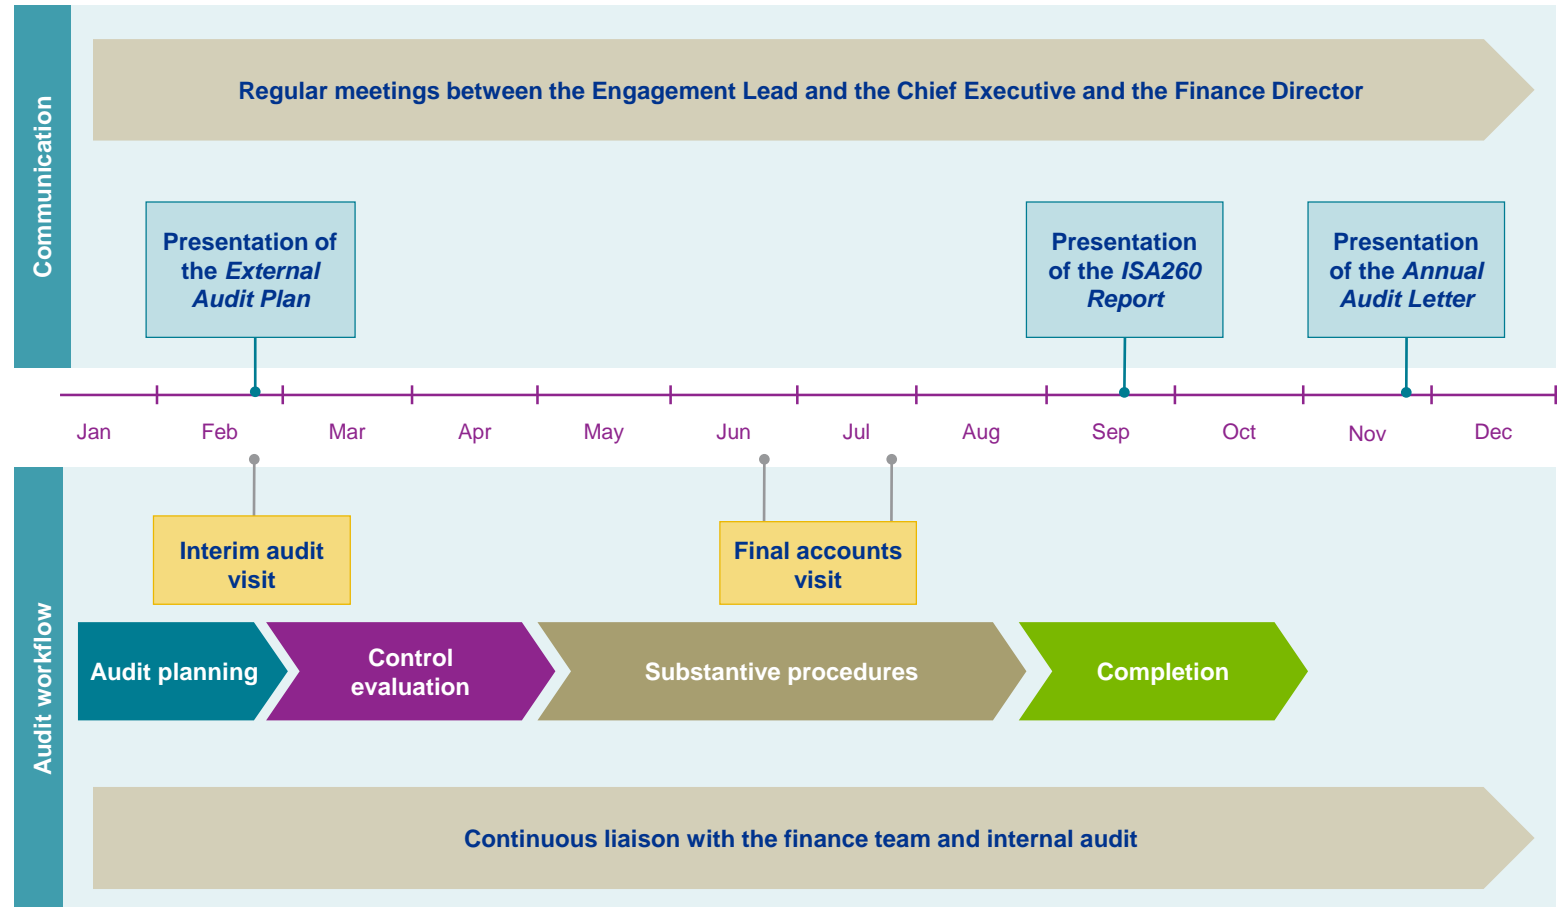 Communication
Regular meetings between the Engagement Lead and the Chief Executive and the Finance Director
Presentation of
the External
Audit Plan
Presentation
of the ISA260
Report
Presentation
of the Annual
Audit Letter
Jan Feb Mar Apr May Jun Jul Aug Sep Oct Nov Dec
Audit workflow
Interim audit
visit
Final accounts
visit
Audit planning
Control
evaluation
Substantive procedures
Completion
Continuous liaison with the finance team and internal audit